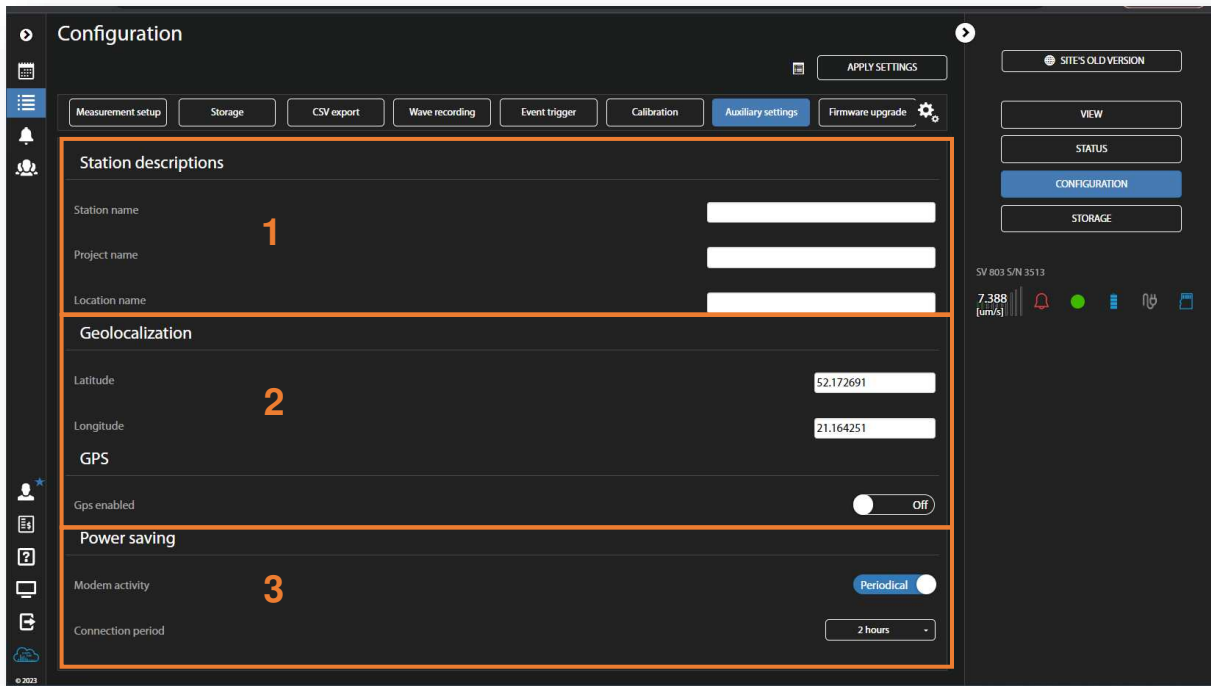 Configuration
APPLY SETTINGS
SITE'S OLD VERSION
Measurement setup
Storage
CSV export
Wave recording
Event trigger
Calibration
Auxiliary settings
Firmware upgrade
VIEW
STATUS
CONFIGURATION
STORAGE
Station descriptions
Station name
1
Project name
Location name
SV 803 S/N 3513
7.388
[um/s]
Geolocalization
Latitude
52.172691
2
Longitude
21.164251
GPS
Gps enabled
Off
Power saving
Modem activity
Periodical
3
Connection period
2 hours
© 2023